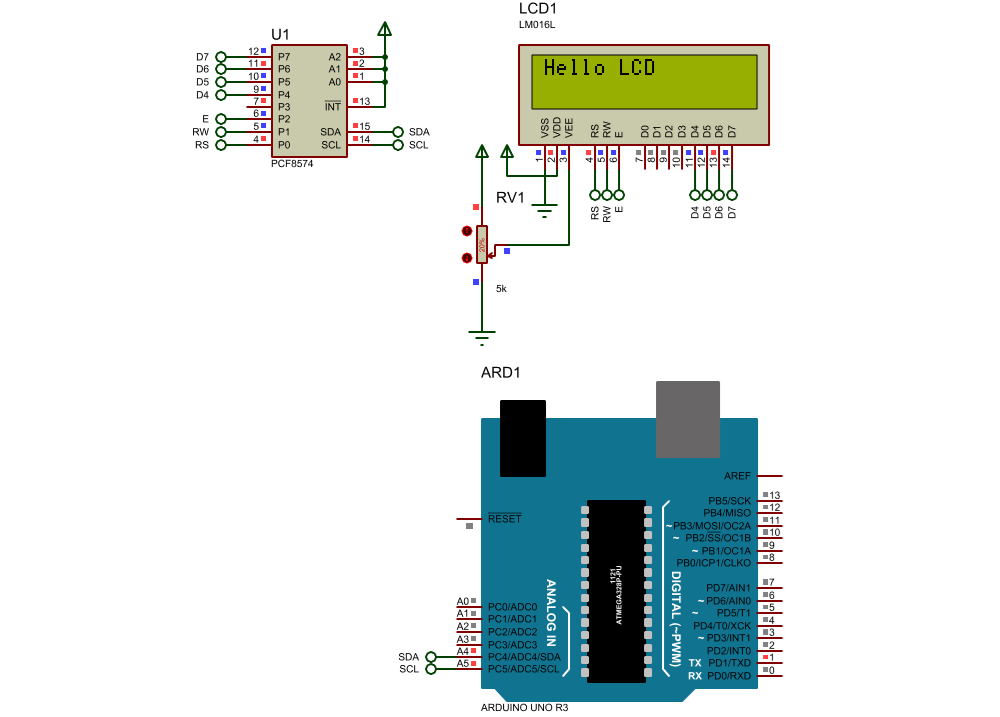 LCD1
LM016L
Hello LCD
VSS
VDD
VEE
RS
RW
E
D0
D1
D2
D3
D4
D5
D6
D7
1
2
3
4
5
6
7
8
9
10
11
12
13
14
RS
RW
E
D4
D5
D6
D7
U1
D7 12 P7 A2 3
D6 11 P6 A1 2
D5 10 P5 A0 1
D4 9 P4
7 P3 INT 13
E 6 P2
RW 5 P1 SDA 15 SDA
RS 4 P0 SCL 14 SCL
PCF8574
RV1
20%
5k
ARD1
AREF
RESET
PB5/SCK 13
PB4/MISO 12
~PB3/MOSI/OC2A 11
~ PB2/SS/OC1B 10
~ PB1/OC1A 9
PB0/ICP1/CLKO 8
PD7/AIN1 7
~ PD6/AIN0 6
~ PD5/T1 5
PD4/T0/XCK 4
~ PD3/INT1 3
PD2/INT0 2
TX PD1/TXD 1
RX PD0/RXD 0
A0 PC0/ADC0
A1 PC1/ADC1
A2 PC2/ADC2
A3 PC3/ADC3
SDA A4 PC4/ADC4/SDA
SCL A5 PC5/ADC5/SCL
ANALOG IN
1121
ATMEGA328P-PU
DIGITAL (~PWM)
ARDUINO UNO R3